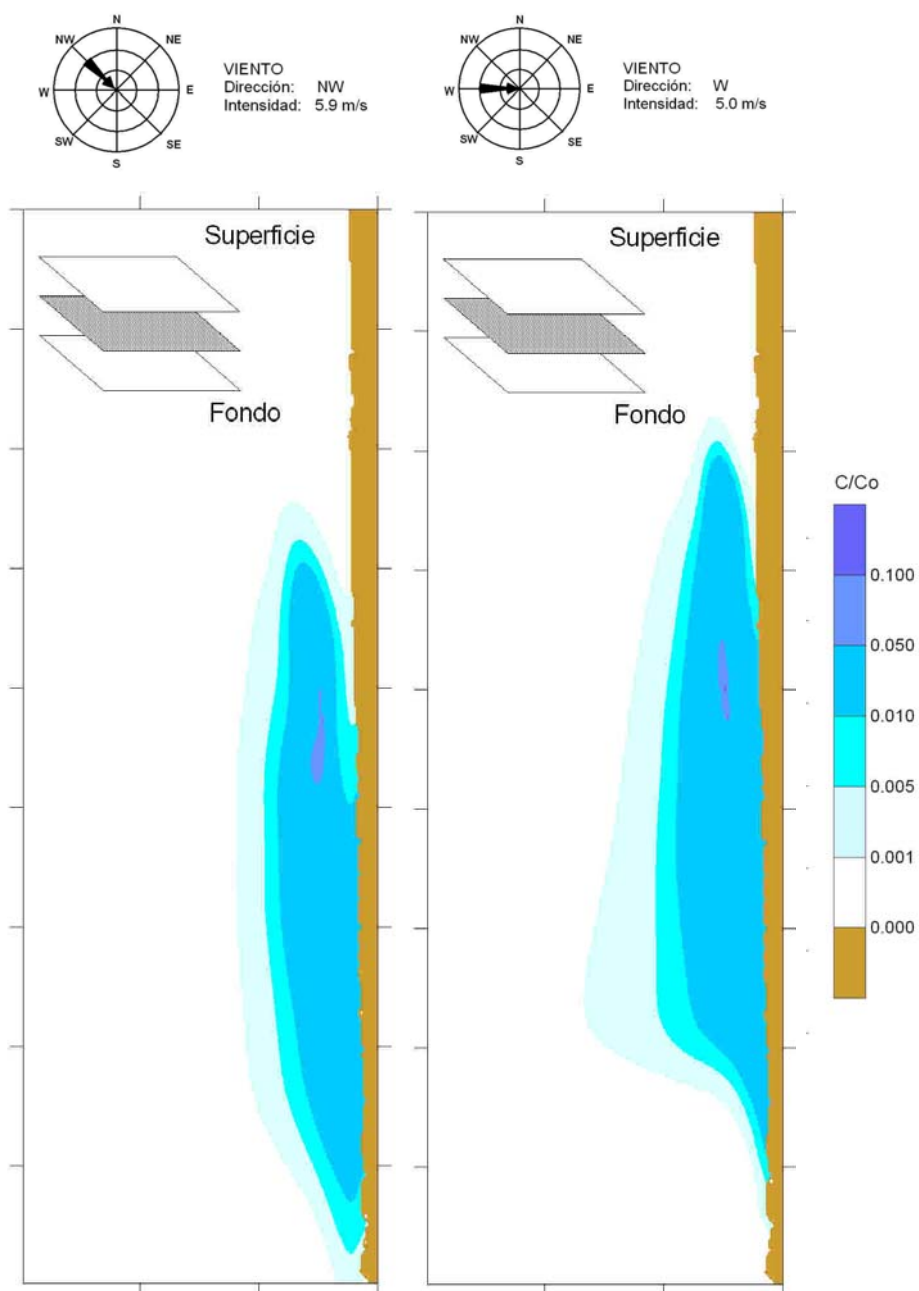 N
NW
NE
W
E
SW
SE
S
VIENTO
Dirección: NW
Intensidad: 5.9 m/s
N
NW
NE
W
E
SW
SE
S
VIENTO
Dirección: W
Intensidad: 5.0 m/s
Superficie
Fondo
Superficie
Fondo
C/Co
0.100
0.050
0.010
0.005
0.001
0.000